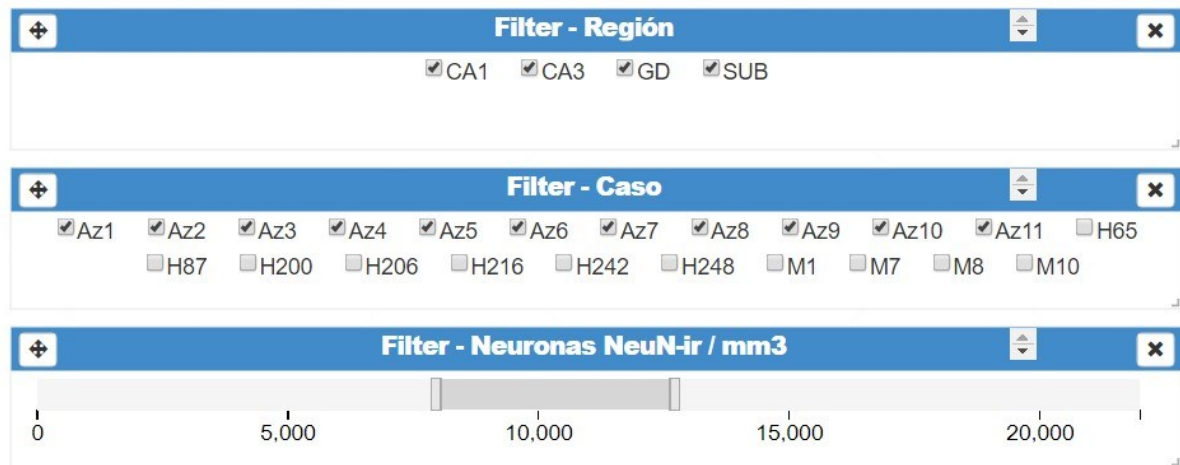 Filter - Región
CA1 CA3 GD SUB
Filter - Caso
Az1 Az2 Az3 Az4 Az5 Az6 Az7 Az8 Az9 Az10 Az11 H65
H87 H200 H206 H216 H242 H248 M1 M7 M8 M10
Filter - Neuronas NeuN-ir / mm3
0 5,000 10,000 15,000 20,000